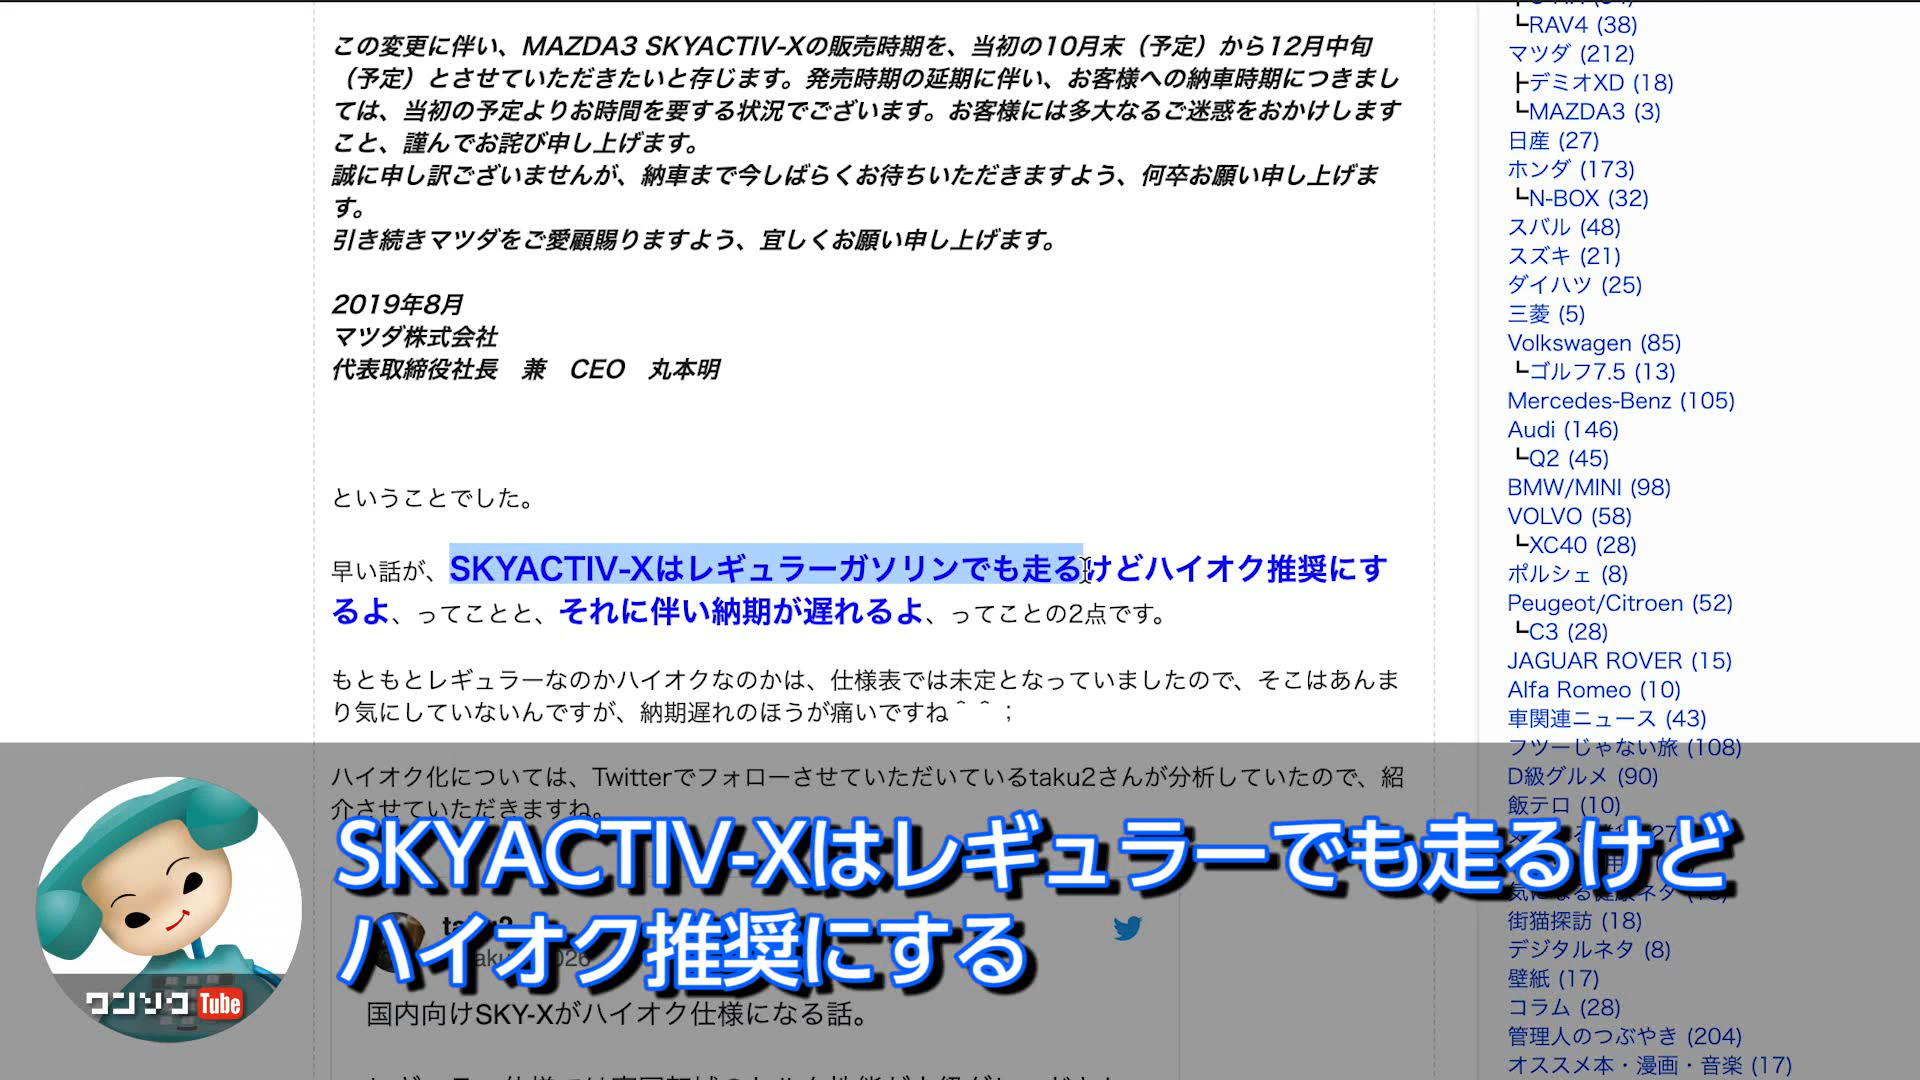 この変更に伴い、MAZDA3 SKYACTIV-Xの販売時期を、当初の10月末（予定）から12月中旬
（予定）とさせていただきたいと存じます。発売時期の延期に伴い、お客様への納車時期につきまし
ては、当初の予定よりお時間を要する状況でございます。お客様には多大なるご迷惑をおかけします
こと、謹んでお詫び申し上げます。
誠に申し訳ございませんが、納車まで今しばらくお待ちいただきますよう、何卒お願い申し上げま
す。
引き続きマツダをご愛顧賜りますよう、宜しくお願い申し上げます。
2019年8月
マツダ株式会社
代表取締役社長　兼　CEO　丸本明
ということでした。
早い話が、SKYACTIV-Xはレギュラーガソリンでも走るけどハイオク推奨にす
るよ、ってことと、それに伴い納期が遅れるよ、ってことの2点です。
もともとレギュラーなのかハイオクなのかは、仕様表では未定となっていましたので、そこはあんま
り気にしていないんですが、納期遅れのほうが痛いですね＾＾；
ハイオク化については、Twitterでフォローさせていただいているtaku2さんが分析していたので、紹
介させていただきますね。
国内向けSKY-Xがハイオク仕様になる話。
┗RAV4 (38)
マツダ (212)
┣デミオXD (18)
┗MAZDA3 (3)
日産 (27)
ホンダ (173)
┗N-BOX (32)
スバル (48)
スズキ (21)
ダイハツ (25)
三菱 (5)
Volkswagen (85)
┗ゴルフ7.5 (13)
Mercedes-Benz (105)
Audi (146)
┗Q2 (45)
BMW/MINI (98)
VOLVO (58)
┗XC40 (28)
ポルシェ (8)
Peugeot/Citroen (52)
┗C3 (28)
JAGUAR ROVER (15)
Alfa Romeo (10)
車関連ニュース (43)
フツーじゃない旅 (108)
D級グルメ (90)
飯テロ (10)
街猫探訪 (18)
デジタルネタ (8)
壁紙 (17)
コラム (28)
管理人のつぶやき (204)
オススメ本・漫画・音楽 (17)
SKYACTIV-Xはレギュラーでも走るけど
ハイオク推奨にする
ワンソクTube